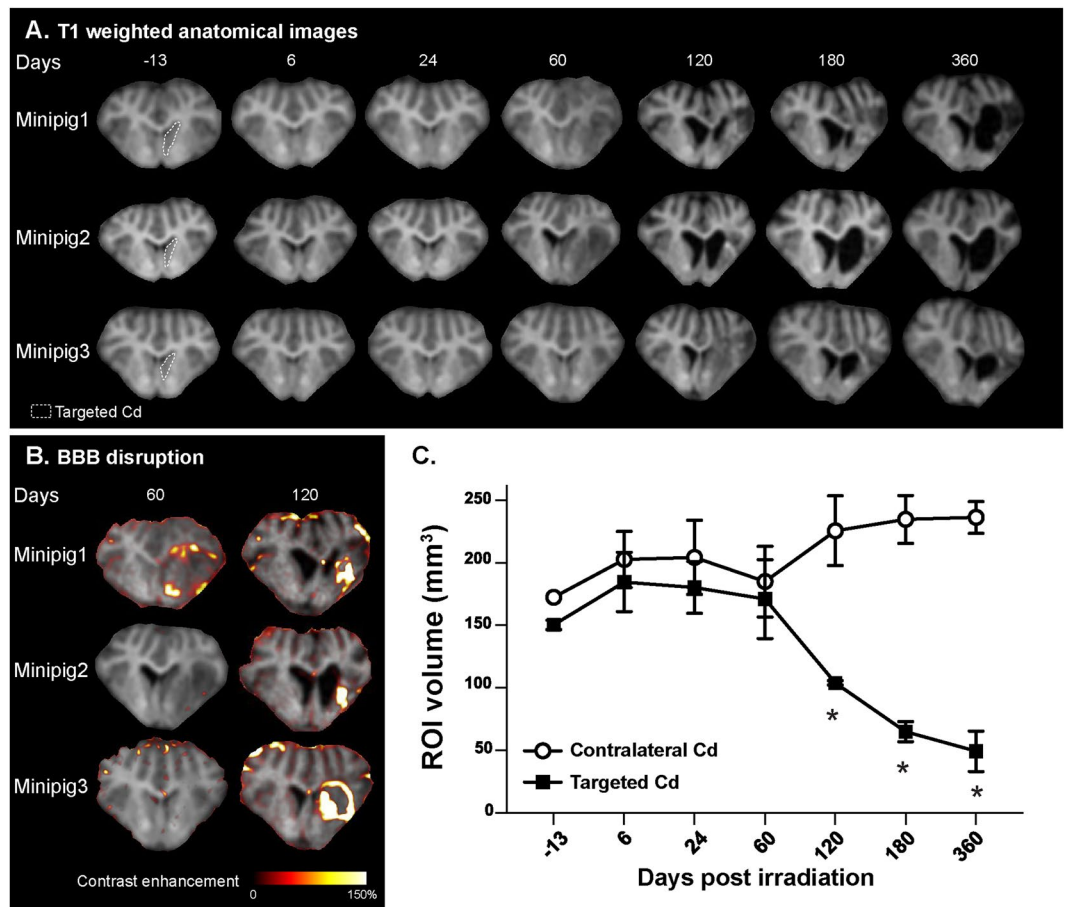 A. T1 weighted anatomical images
Days -13 6 24 60 120 180 360
Minipig1
Minipig2
Minipig3
Targeted Cd
B. BBB disruption
Days 60 120
Minipig1
Minipig2
Minipig3
Contrast enhancement
0 150%
C.
ROI volume (mm³)
250
200
150
100
50
0
Contralateral Cd
Targeted Cd
* * *
-13 6 24 60 120 180 360
Days post irradiation